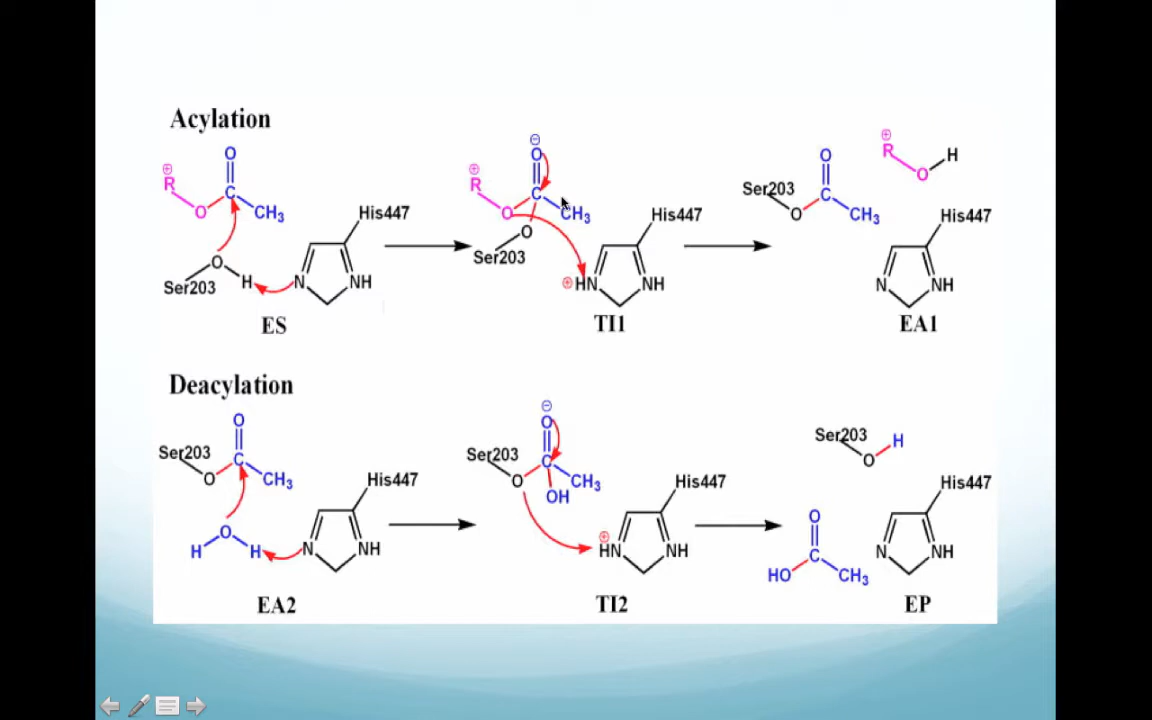 Acylation
⊕
R
O
O
C
CH3
Ser203
O
H
N
NH
His447
ES
⊖
O
⊕
R
O
C
CH3
O
Ser203
⊕
HN
NH
His447
TI1
O
C
CH3
Ser203
O
⊕
R
O
H
His447
N
NH
EA1
Deacylation
O
Ser203
C
O
CH3
O
H
H
His447
N
NH
EA2
⊖
O
Ser203
C
O
CH3
OH
His447
⊕
HN
NH
TI2
Ser203
H
O
O
C
HO
CH3
His447
N
NH
EP